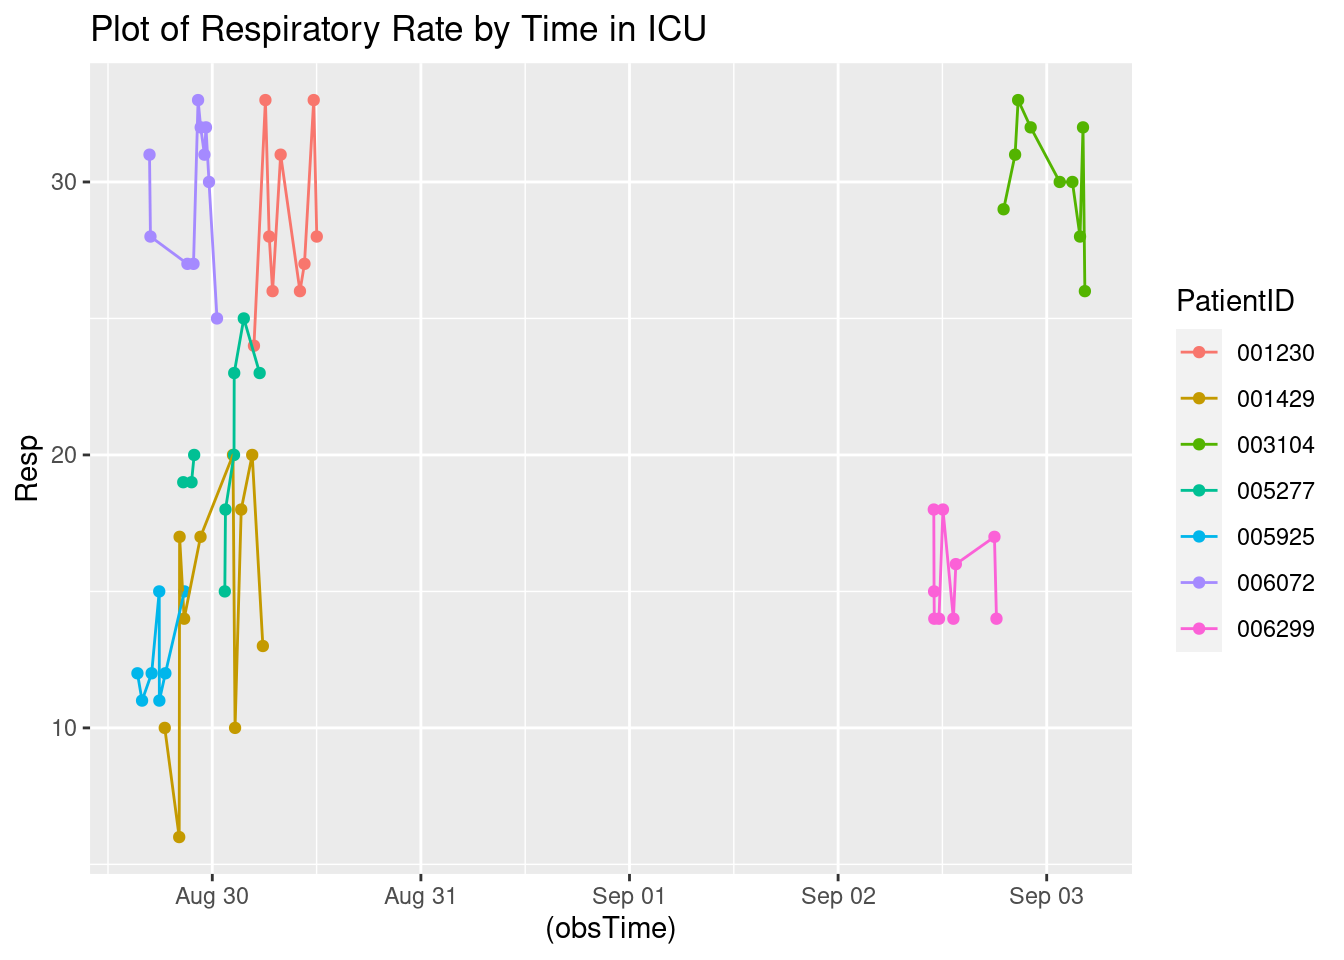 Plot of Respiratory Rate by Time in ICU
Resp
30
20
10
Aug 30 Aug 31 Sep 01 Sep 02 Sep 03
(obsTime)
PatientID
001230
001429
003104
005277
005925
006072
006299